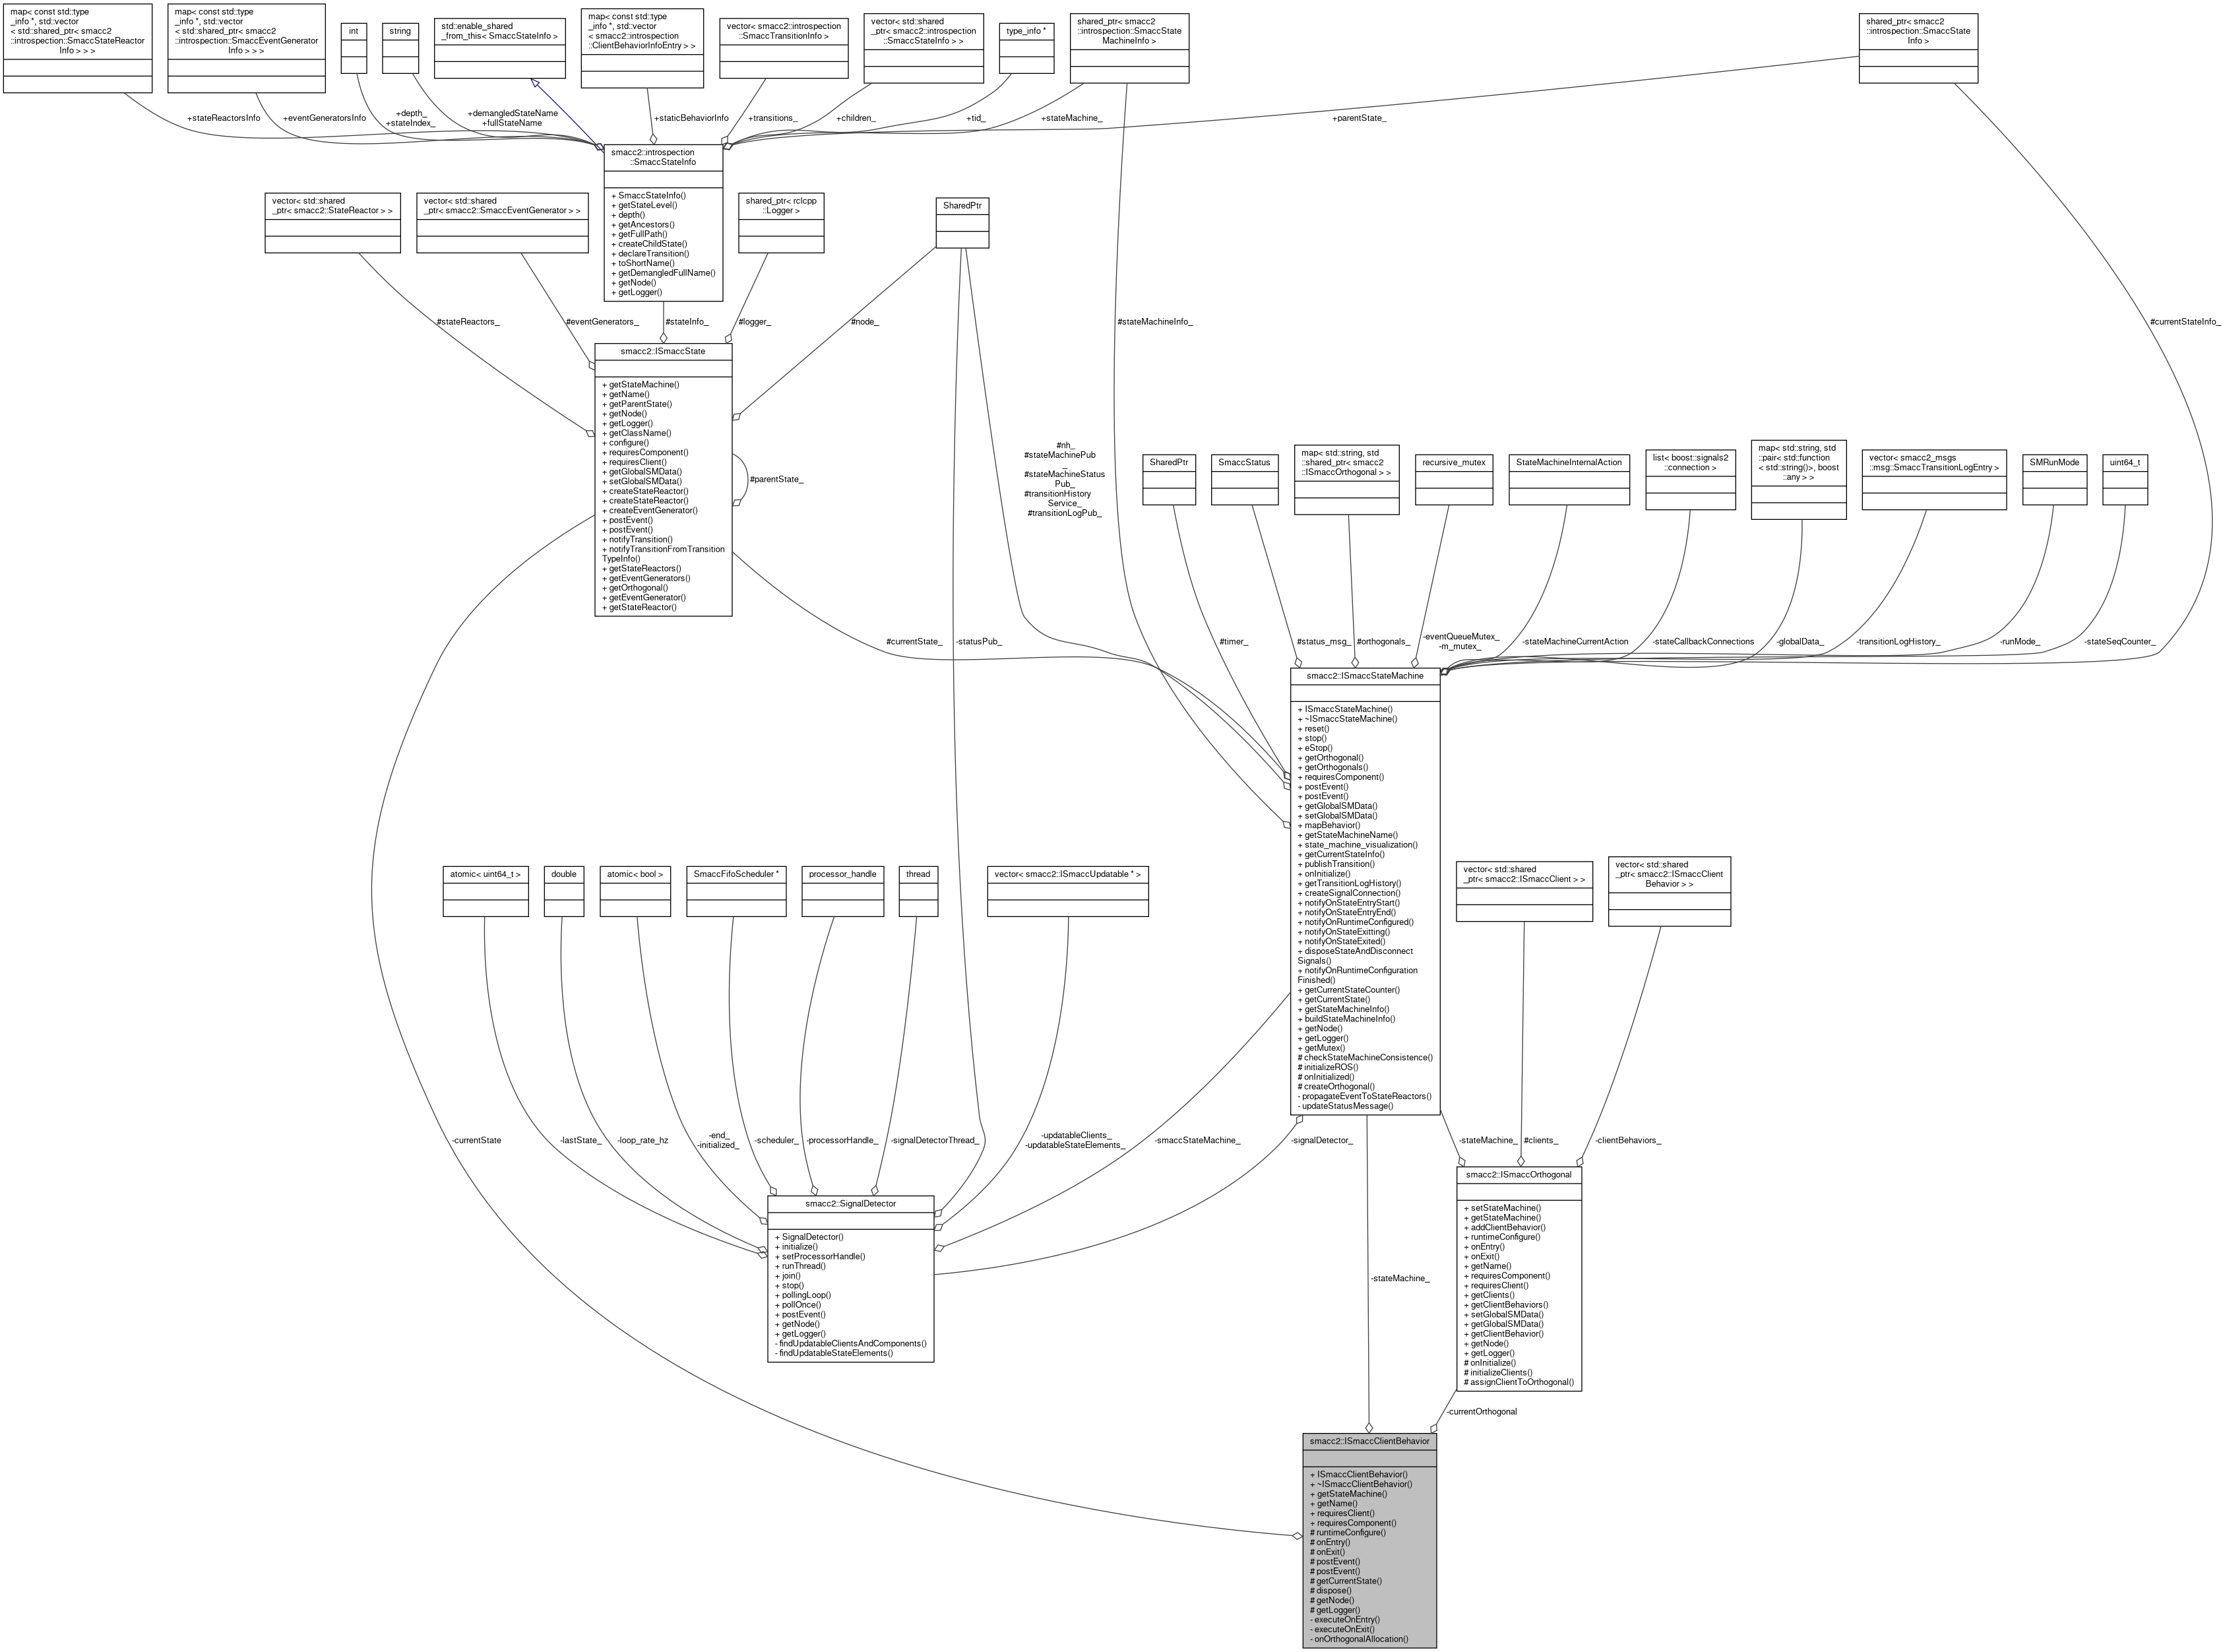 map< const std::type
_info *, std::vector
< std::shared_ptr< smacc2
::introspection::SmaccStateReactor
Info > > >
map< const std::type
_info *, std::vector
< std::shared_ptr< smacc2
::introspection::SmaccEventGenerator
Info > > >
int
string
std::enable_shared
_from_this< SmaccStateInfo >
map< const std::type
_info *, std::vector
< smacc2::introspection
::ClientBehaviorInfoEntry > >
vector< smacc2::introspection
::SmaccTransitionInfo >
vector< std::shared
_ptr< smacc2::introspection
::SmaccStateInfo > >
type_info *
shared_ptr< smacc2
::introspection::SmaccState
MachineInfo >
shared_ptr< smacc2
::introspection::SmaccState
Info >
+stateReactorsInfo
+eventGeneratorsInfo
+depth_
+stateIndex_
+demangledStateName
+fullStateName
+staticBehaviorInfo
+transitions_
+children_
+tid_
+stateMachine_
+parentState_
smacc2::introspection
::SmaccStateInfo
+ SmaccStateInfo()
+ getStateLevel()
+ depth()
+ getAncestors()
+ getFullPath()
+ createChildState()
+ declareTransition()
+ toShortName()
+ getDemangledFullName()
+ getNode()
+ getLogger()
vector< std::shared
_ptr< smacc2::StateReactor > >
vector< std::shared
_ptr< smacc2::SmaccEventGenerator > >
shared_ptr< rclcpp
::Logger >
SharedPtr
#stateReactors_
#eventGenerators_
#stateInfo_
#logger_
#node_
#stateMachineInfo_
#currentStateInfo_
smacc2::ISmaccState
+ getStateMachine()
+ getName()
+ getParentState()
+ getNode()
+ getLogger()
+ getClassName()
+ configure()
+ requiresComponent()
+ requiresClient()
+ getGlobalSMData()
+ setGlobalSMData()
+ createStateReactor()
+ createStateReactor()
+ createEventGenerator()
+ postEvent()
+ postEvent()
+ notifyTransition()
+ notifyTransitionFromTransition
TypeInfo()
+ getStateReactors()
+ getEventGenerators()
+ getOrthogonal()
+ getEventGenerator()
+ getStateReactor()
#parentState_
#nh_
#stateMachinePub
_
#stateMachineStatus
Pub_
#transitionHistory
Service_
#transitionLogPub_
SharedPtr
SmaccStatus
map< std::string, std
::shared_ptr< smacc2
::ISmaccOrthogonal > >
recursive_mutex
StateMachineInternalAction
list< boost::signals2
::connection >
map< std::string, std
::pair< std::function
< std::string()>, boost
::any > >
vector< smacc2_msgs
::msg::SmaccTransitionLogEntry >
SMRunMode
uint64_t
#currentState_
-statusPub_
#timer_
#status_msg_
#orthogonals_
-eventQueueMutex_
-m_mutex_
-stateMachineCurrentAction
-stateCallbackConnections
-globalData_
-transitionLogHistory_
-runMode_
-stateSeqCounter_
smacc2::ISmaccStateMachine
+ ISmaccStateMachine()
+ ~ISmaccStateMachine()
+ reset()
+ stop()
+ eStop()
+ getOrthogonal()
+ getOrthogonals()
+ requiresComponent()
+ postEvent()
+ postEvent()
+ getGlobalSMData()
+ setGlobalSMData()
+ mapBehavior()
+ getStateMachineName()
+ state_machine_visualization()
+ getCurrentStateInfo()
+ publishTransition()
+ onInitialize()
+ getTransitionLogHistory()
+ createSignalConnection()
+ notifyOnStateEntryStart()
+ notifyOnStateEntryEnd()
+ notifyOnRuntimeConfigured()
+ notifyOnStateExitting()
+ notifyOnStateExited()
+ disposeStateAndDisconnect
Signals()
+ notifyOnRuntimeConfiguration
Finished()
+ getCurrentStateCounter()
+ getCurrentState()
+ getStateMachineInfo()
+ buildStateMachineInfo()
+ getNode()
+ getLogger()
+ getMutex()
# checkStateMachineConsistence()
# initializeROS()
# onInitialized()
# createOrthogonal()
- propagateEventToStateReactors()
- updateStatusMessage()
atomic< uint64_t >
double
atomic< bool >
SmaccFifoScheduler *
processor_handle
thread
vector< smacc2::ISmaccUpdatable * >
vector< std::shared
_ptr< smacc2::ISmaccClient > >
vector< std::shared
_ptr< smacc2::ISmaccClient
Behavior > >
-currentState
-lastState_
-loop_rate_hz
-end_
-initialized_
-scheduler_
-processorHandle_
-signalDetectorThread_
-updatableClients_
-updatableStateElements_
-smaccStateMachine_
-signalDetector_
-stateMachine_
#clients_
-clientBehaviors_
smacc2::SignalDetector
+ SignalDetector()
+ initialize()
+ setProcessorHandle()
+ runThread()
+ join()
+ stop()
+ pollingLoop()
+ pollOnce()
+ postEvent()
+ getNode()
+ getLogger()
- findUpdatableClientsAndComponents()
- findUpdatableStateElements()
smacc2::ISmaccOrthogonal
+ setStateMachine()
+ getStateMachine()
+ addClientBehavior()
+ runtimeConfigure()
+ onEntry()
+ onExit()
+ getName()
+ requiresComponent()
+ requiresClient()
+ getClients()
+ getClientBehaviors()
+ setGlobalSMData()
+ getGlobalSMData()
+ getClientBehavior()
+ getNode()
+ getLogger()
# onInitialize()
# initializeClients()
# assignClientToOrthogonal()
-stateMachine_
-currentOrthogonal
smacc2::ISmaccClientBehavior
+ ISmaccClientBehavior()
+ ~ISmaccClientBehavior()
+ getStateMachine()
+ getName()
+ requiresClient()
+ requiresComponent()
# runtimeConfigure()
# onEntry()
# onExit()
# postEvent()
# postEvent()
# getCurrentState()
# dispose()
# getNode()
# getLogger()
- executeOnEntry()
- executeOnExit()
- onOrthogonalAllocation()